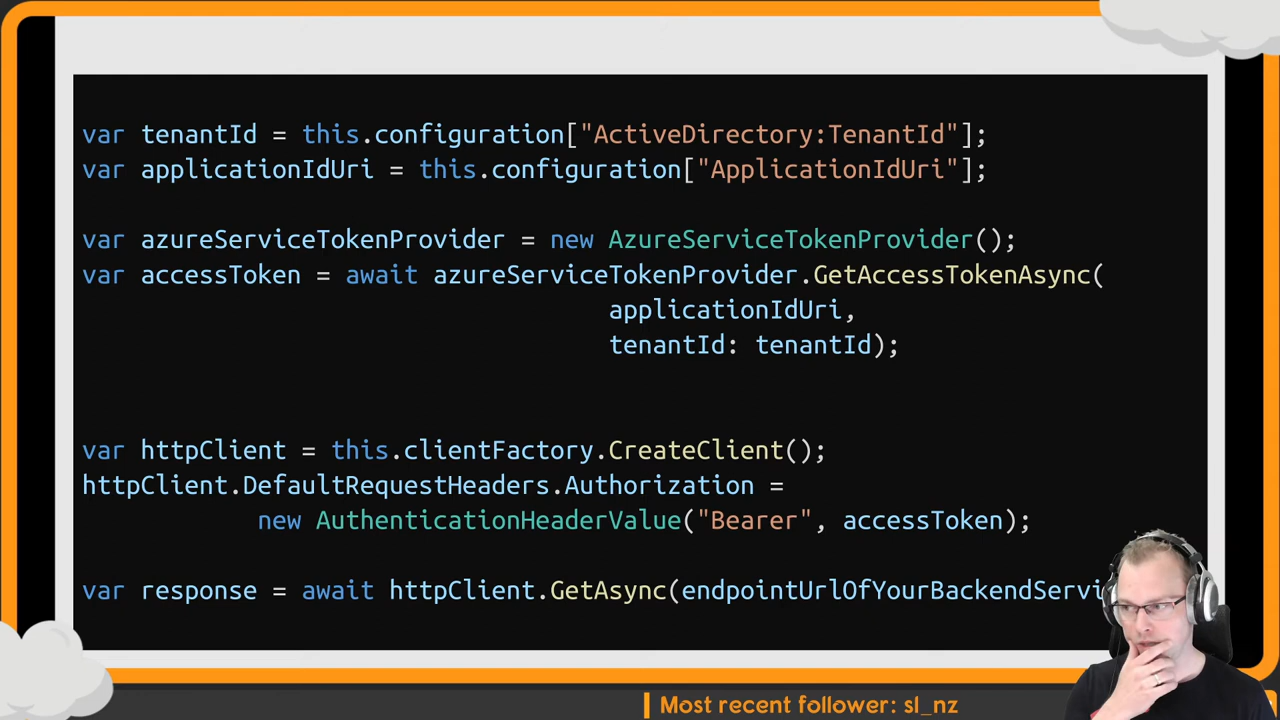 var tenantId = this.configuration["ActiveDirectory:TenantId"];
var applicationIdUri = this.configuration["ApplicationIdUri"];
var azureServiceTokenProvider = new AzureServiceTokenProvider();
var accessToken = await azureServiceTokenProvider.GetAccessTokenAsync(
applicationIdUri,
tenantId: tenantId);
var httpClient = this.clientFactory.CreateClient();
httpClient.DefaultRequestHeaders.Authorization =
new AuthenticationHeaderValue("Bearer", accessToken);
var response = await httpClient.GetAsync(endpointUrlOfYourBackendServi
Most recent follower: sl_nz